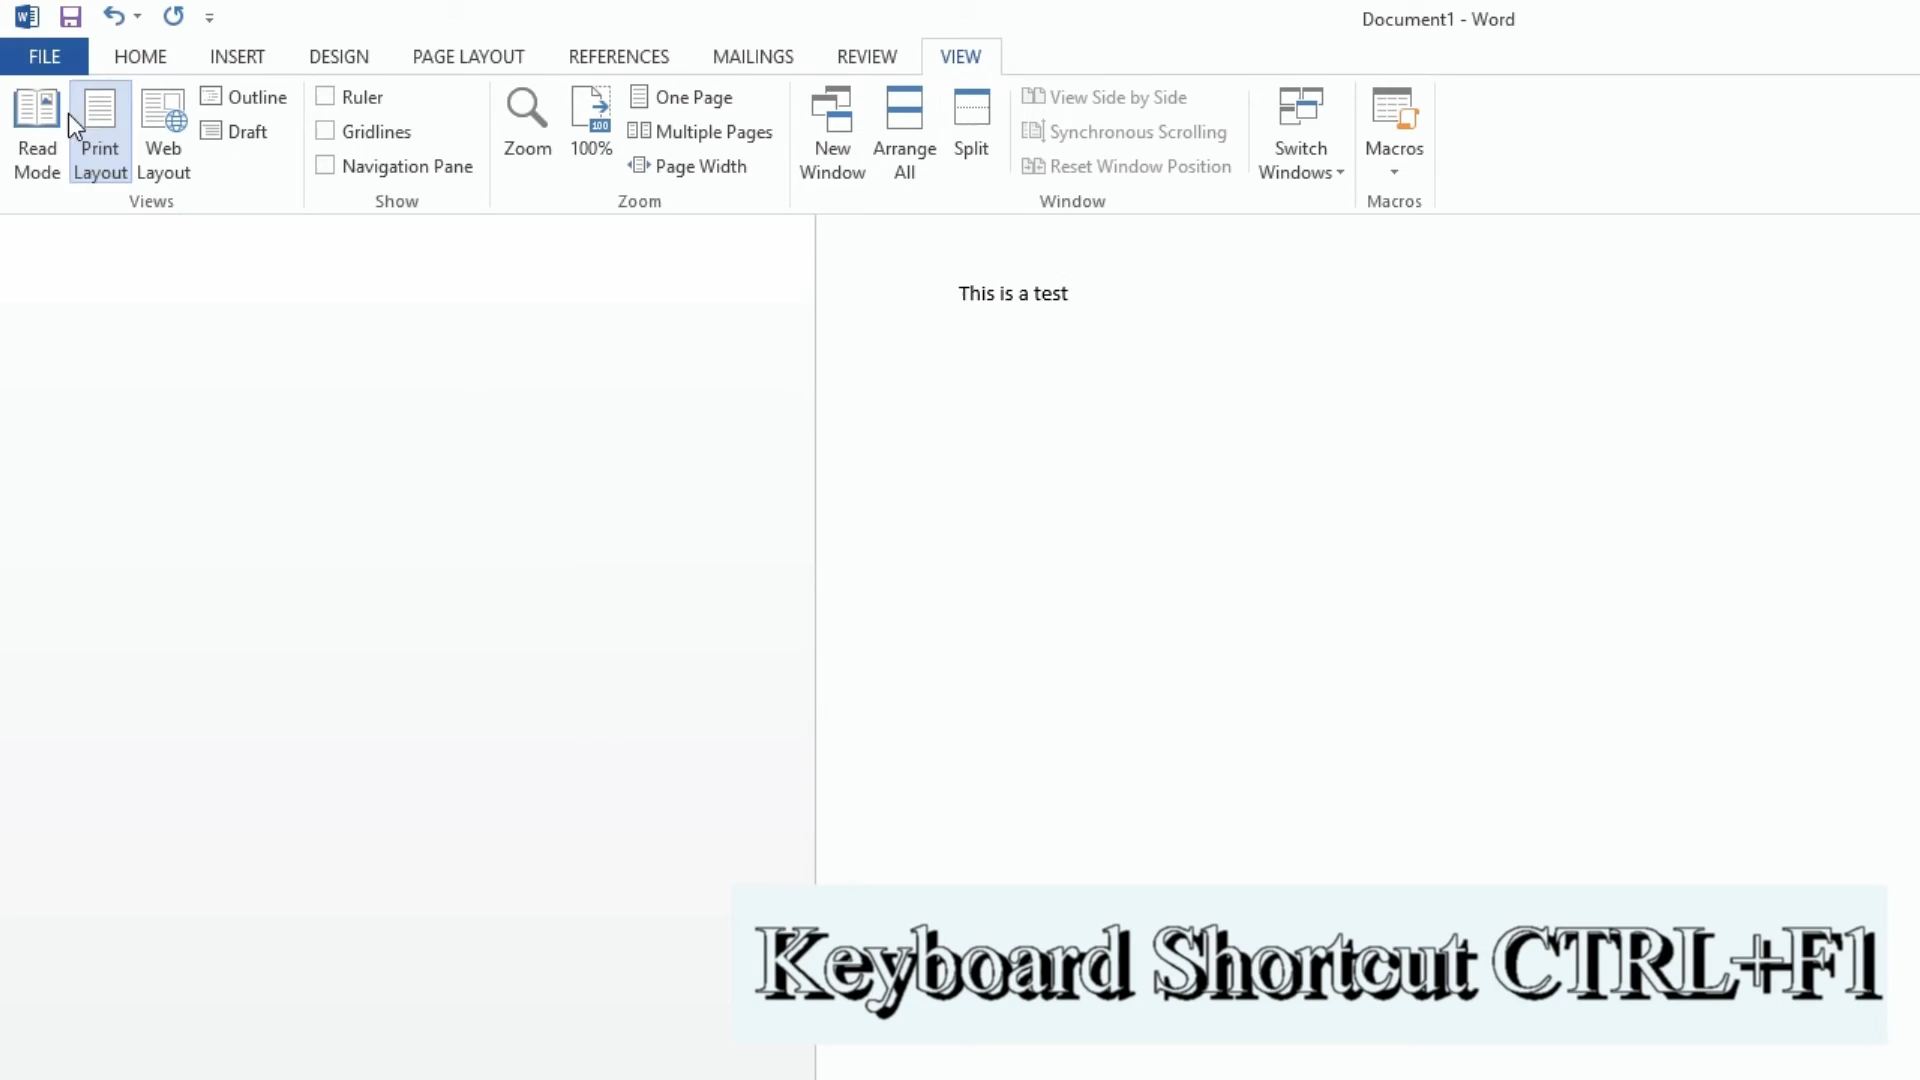 Document1 - Word
FILE HOME INSERT DESIGN PAGE LAYOUT REFERENCES MAILINGS REVIEW VIEW
Read Mode
Print Layout
Web Layout
Outline
Draft
Views
Ruler
Gridlines
Navigation Pane
Show
Zoom
100
100%
One Page
Multiple Pages
Page Width
Zoom
New Window
Arrange All
Split
View Side by Side
Synchronous Scrolling
Reset Window Position
Switch Windows
Window
Macros
Macros
This is a test
Keyboard Shortcut CTRL+F1